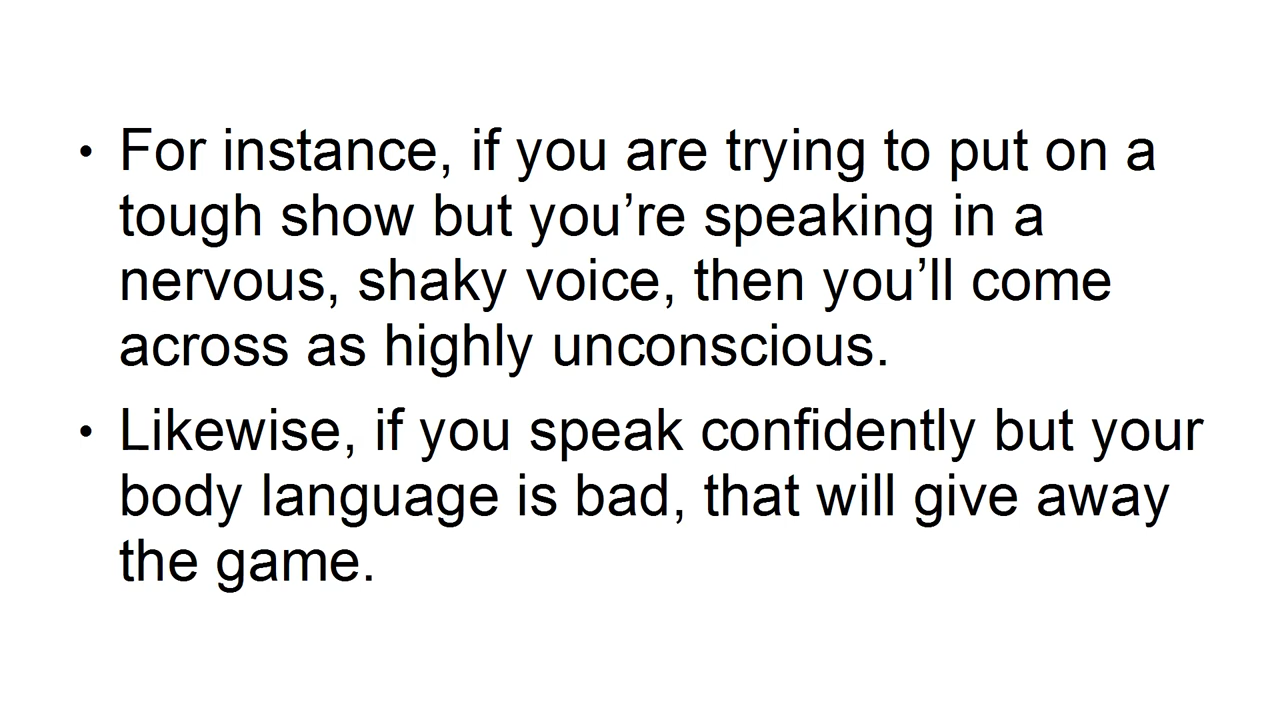 • For instance, if you are trying to put on a
tough show but you’re speaking in a
nervous, shaky voice, then you’ll come
across as highly unconscious.
• Likewise, if you speak confidently but your
body language is bad, that will give away
the game.